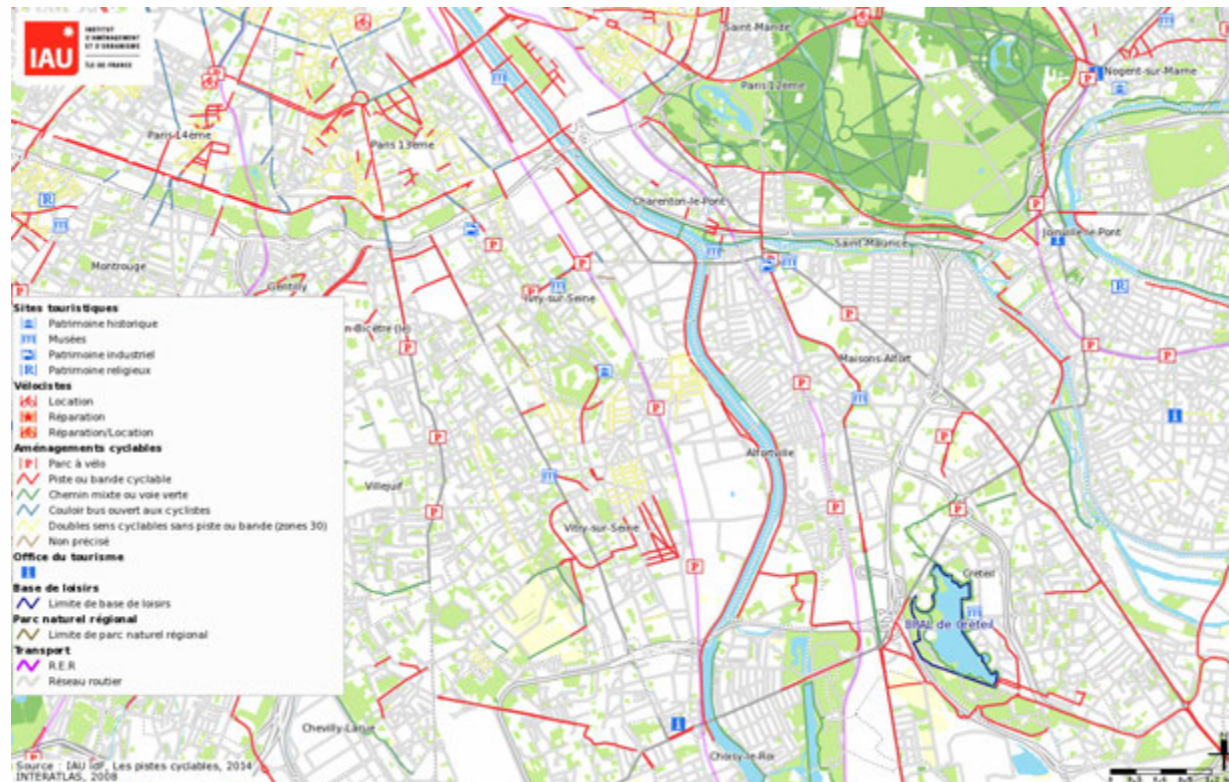 IAU
INSTITUT
D'AMÉNAGEMENT
ET D'URBANISME
ÎLE DE FRANCE
Saint-Mandé
Nogent-sur-Marne
Paris 12ème
Paris 14ème
Paris 13ème
Charenton-le-Pont
Saint-Maurice
Joinville-le-Pont
Montrouge
Gentilly
Ivry-sur-Seine
n-Bicêtre (le)
Maisons-Alfort
Alfortville
Villejuif
Vitry-sur-Seine
Créteil
BPAL de Créteil
Chevilly-Larue
Choisy-le-Roi
Sites touristiques
Patrimoine historique
Musées
Patrimoine industriel
R Patrimoine religieux
Vélocistes
Location
Réparation
Réparation/Location
Aménagements cyclables
P Parc à vélo
Piste ou bande cyclable
Chemin mixte ou voie verte
Couloir bus ouvert aux cyclistes
Doubles sens cyclables sans piste ou bande (zones 30)
Non précisé
Office du tourisme
Base de loisirs
Limite de base de loisirs
Parc naturel régional
Limite de parc naturel régional
Transport
R.E.R
Réseau routier
Source : IAU idF, Les pistes cyclables, 2014
INTERATLAS, 2008